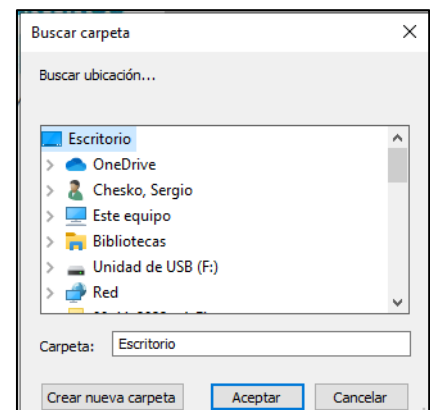 Buscar carpeta
Buscar ubicación...
Escritorio
OneDrive
Chesko, Sergio
Este equipo
Bibliotecas
Unidad de USB (F:)
Red
Carpeta: Escritorio
Crear nueva carpeta Aceptar Cancelar